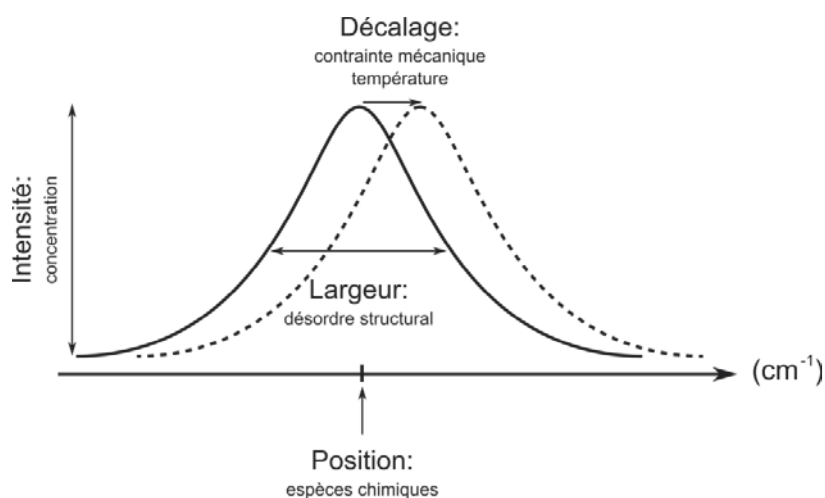 Décalage:
contrainte mécanique
température
Intensité:
concentration
Largeur:
désordre structural
(cm⁻¹)
Position:
espèces chimiques